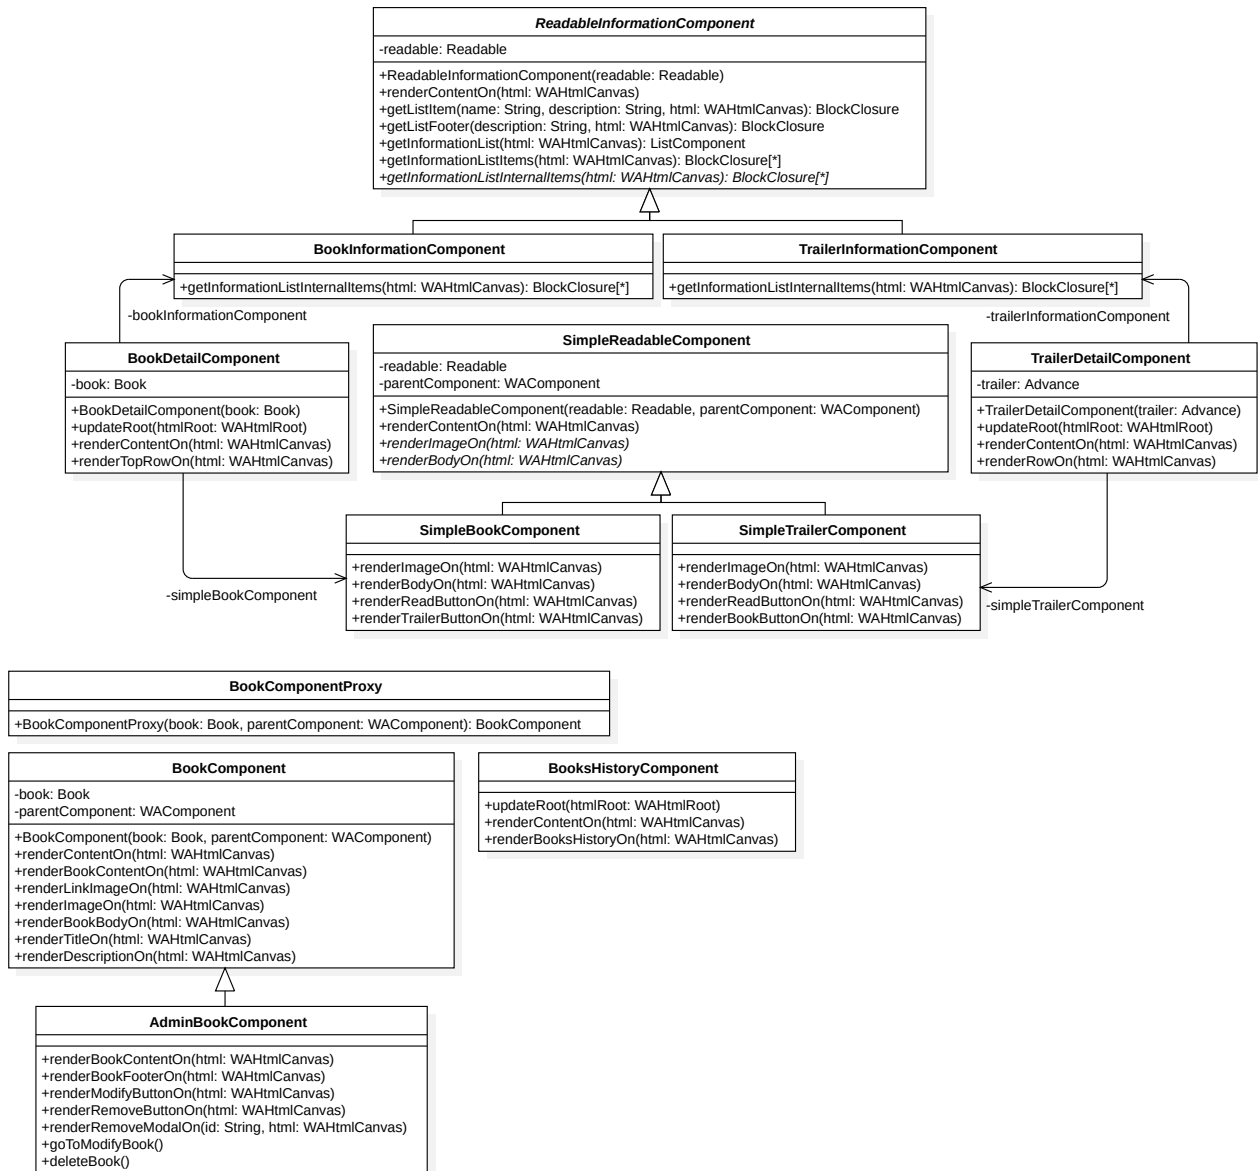 ReadableInformationComponent
-readable: Readable
+ReadableInformationComponent(readable: Readable)
+renderContentOn(html: WAHtmlCanvas)
+getListItem(name: String, description: String, html: WAHtmlCanvas): BlockClosure
+getListFooter(description: String, html: WAHtmlCanvas): BlockClosure
+getInformationList(html: WAHtmlCanvas): ListComponent
+getInformationListItems(html: WAHtmlCanvas): BlockClosure[*]
+getInformationListInternalItems(html: WAHtmlCanvas): BlockClosure[*]
BookInformationComponent
+getInformationListInternalItems(html: WAHtmlCanvas): BlockClosure[*]
TrailerInformationComponent
+getInformationListInternalItems(html: WAHtmlCanvas): BlockClosure[*]
-bookInformationComponent
-trailerInformationComponent
BookDetailComponent
-book: Book
+BookDetailComponent(book: Book)
+updateRoot(htmlRoot: WAHtmlRoot)
+renderContentOn(html: WAHtmlCanvas)
+renderTopRowOn(html: WAHtmlCanvas)
SimpleReadableComponent
-readable: Readable
-parentComponent: WAComponent
+SimpleReadableComponent(readable: Readable, parentComponent: WAComponent)
+renderContentOn(html: WAHtmlCanvas)
+renderImageOn(html: WAHtmlCanvas)
+renderBodyOn(html: WAHtmlCanvas)
TrailerDetailComponent
-trailer: Advance
+TrailerDetailComponent(trailer: Advance)
+updateRoot(htmlRoot: WAHtmlRoot)
+renderContentOn(html: WAHtmlCanvas)
+renderRowOn(html: WAHtmlCanvas)
SimpleBookComponent
+renderImageOn(html: WAHtmlCanvas)
+renderBodyOn(html: WAHtmlCanvas)
+renderReadButtonOn(html: WAHtmlCanvas)
+renderTrailerButtonOn(html: WAHtmlCanvas)
SimpleTrailerComponent
+renderImageOn(html: WAHtmlCanvas)
+renderBodyOn(html: WAHtmlCanvas)
+renderReadButtonOn(html: WAHtmlCanvas)
+renderBookButtonOn(html: WAHtmlCanvas)
-simpleBookComponent
-simpleTrailerComponent
BookComponentProxy
+BookComponentProxy(book: Book, parentComponent: WAComponent): BookComponent
BookComponent
-book: Book
-parentComponent: WAComponent
+BookComponent(book: Book, parentComponent: WAComponent)
+renderContentOn(html: WAHtmlCanvas)
+renderBookContentOn(html: WAHtmlCanvas)
+renderLinkImageOn(html: WAHtmlCanvas)
+renderImageOn(html: WAHtmlCanvas)
+renderBookBodyOn(html: WAHtmlCanvas)
+renderTitleOn(html: WAHtmlCanvas)
+renderDescriptionOn(html: WAHtmlCanvas)
BooksHistoryComponent
+updateRoot(htmlRoot: WAHtmlRoot)
+renderContentOn(html: WAHtmlCanvas)
+renderBooksHistoryOn(html: WAHtmlCanvas)
AdminBookComponent
+renderBookContentOn(html: WAHtmlCanvas)
+renderBookFooterOn(html: WAHtmlCanvas)
+renderModifyButtonOn(html: WAHtmlCanvas)
+renderRemoveButtonOn(html: WAHtmlCanvas)
+renderRemoveModalOn(id: String, html: WAHtmlCanvas)
+goToModifyBook()
+deleteBook()